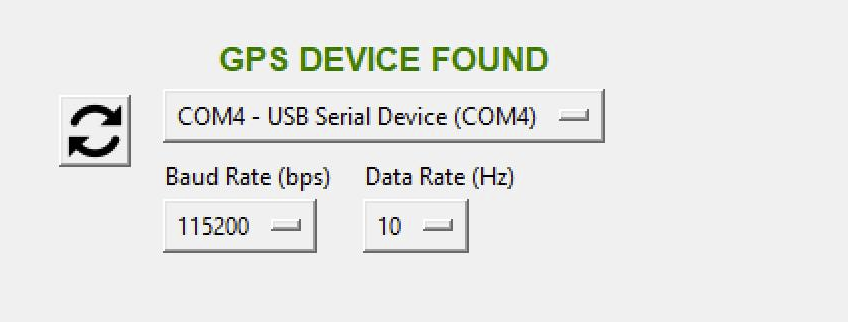 GPS DEVICE FOUND
COM4 - USB Serial Device (COM4)
Baud Rate (bps) Data Rate (Hz)
115200 10